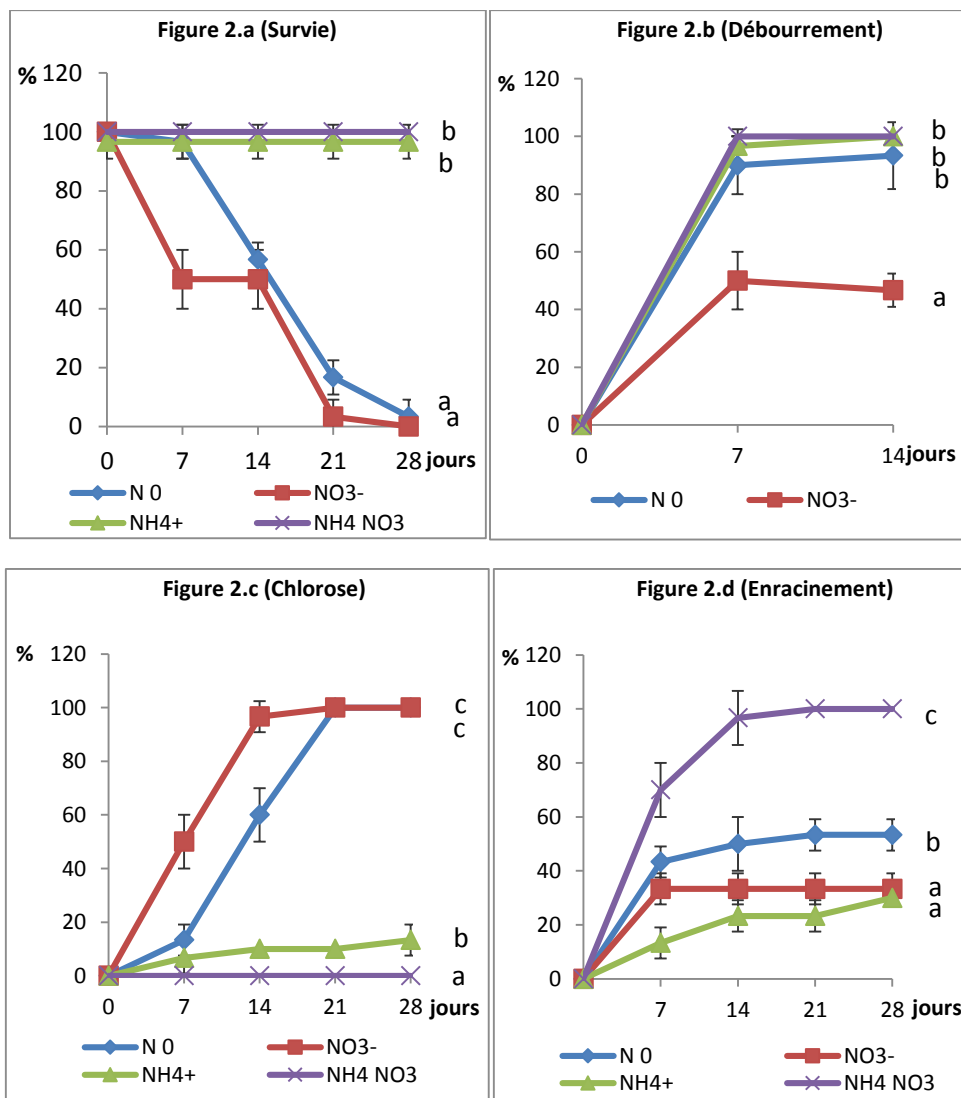 Figure 2.a (Survie)
%
120
100
80
60
40
20
0
b
b
a
a
0 7 14 21 28 jours
N 0 NO3-
NH4+ NH4 NO3
Figure 2.b (Débourrement)
%
120
100
80
60
40
20
0
b
b
b
a
0 7 14 jours
N 0 NO3-
Figure 2.c (Chlorose)
%
120
100
80
60
40
20
0
c
c
b
a
0 7 14 21 28 jours
N 0 NO3-
NH4+ NH4 NO3
Figure 2.d (Enracinement)
%
120
100
80
60
40
20
0
c
b
a
a
7 14 21 28
jours
N 0 NO3-
NH4+ NH4 NO3